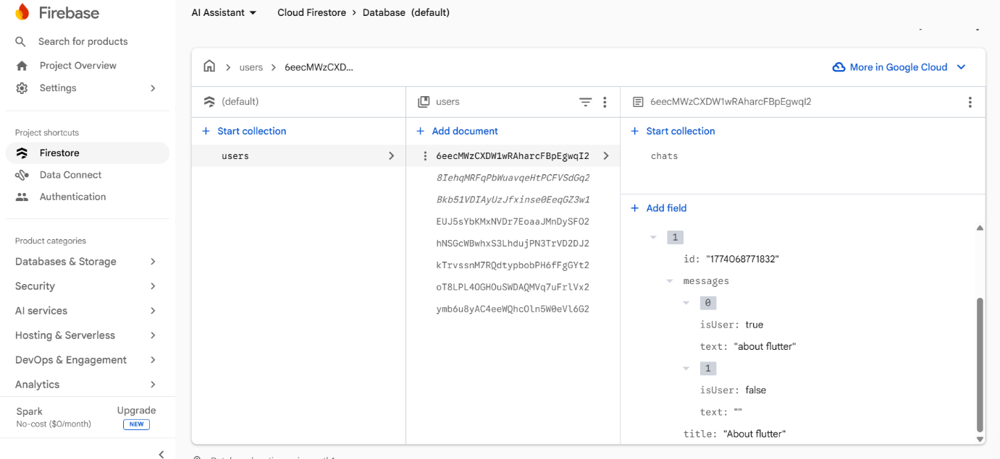 Firebase
Search for products
Project Overview
Settings
Project shortcuts
Firestore
Data Connect
Authentication
Product categories
Databases & Storage
Security
AI services
Hosting & Serverless
DevOps & Engagement
Analytics
Spark
No-cost ($0/month)
Upgrade
NEW
AI Assistant
Cloud Firestore > Database (default)
users > 6eecMWzCXD...
More in Google Cloud
(default)
Start collection
users
users
Add document
6eecMWzCXDW1wRAharcFBpEgwqI2
8IehqMRFqPbWuavqeHtPCFVSdGq2
Bkb51VDIAyUzJfxinse0EeqGZ3w1
EUJ5sYbKMxNVDr7EoaaJMnDySFO2
hNSGcWBwhxS3LhdujPN3TrVD2DJ2
kTrvssnM7RQdtypbobPH6fFgGYt2
oT8LPL4OGHOuSWDAQMVq7uFrlVx2
ymb6u8yAC4eeWQhcOln5W0eVl6G2
6eecMWzCXDW1wRAharcFBpEgwqI2
Start collection
chats
Add field
1
id: "1774068771832"
messages
0
isUser: true
text: "about flutter"
1
isUser: false
text: ""
title: "About flutter"